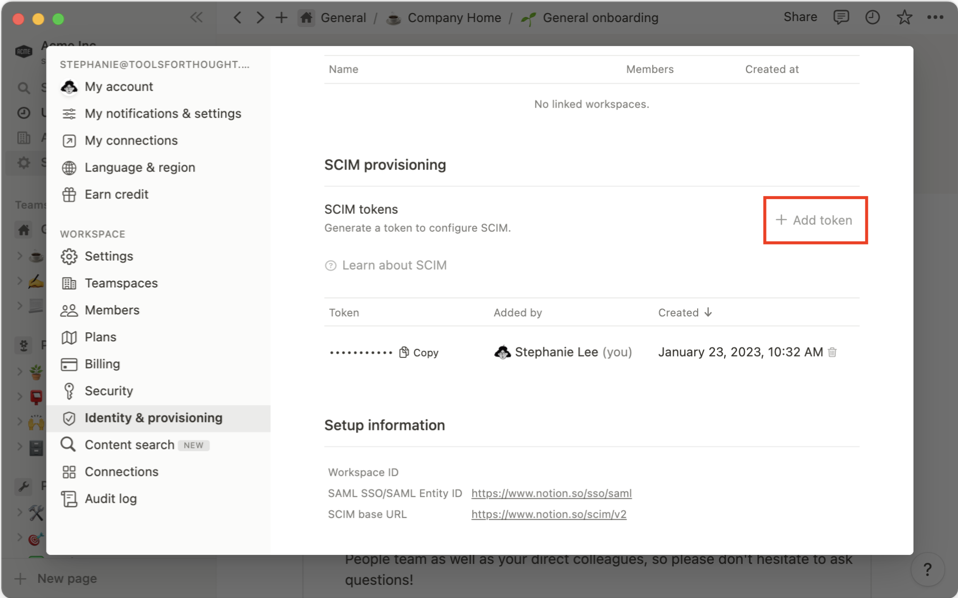 General / Company Home / General onboarding
Share
Acme Inc
STEPHANIE@TOOLSFORTHOUGHT....
My account
My notifications & settings
My connections
Language & region
Earn credit
WORKSPACE
Settings
Teamspaces
Members
Plans
Billing
Security
Identity & provisioning
Content search NEW
Connections
Audit log
New page
Name Members Created at
No linked workspaces.
SCIM provisioning
SCIM tokens
Generate a token to configure SCIM.
+ Add token
Learn about SCIM
Token Added by Created ↓
••••••••••• Copy Stephanie Lee (you) January 23, 2023, 10:32 AM
Setup information
Workspace ID
SAML SSO/SAML Entity ID https://www.notion.so/sso/saml
SCIM base URL https://www.notion.so/scim/v2
People team as well as your direct colleagues, so please don't hesitate to ask
questions!
?